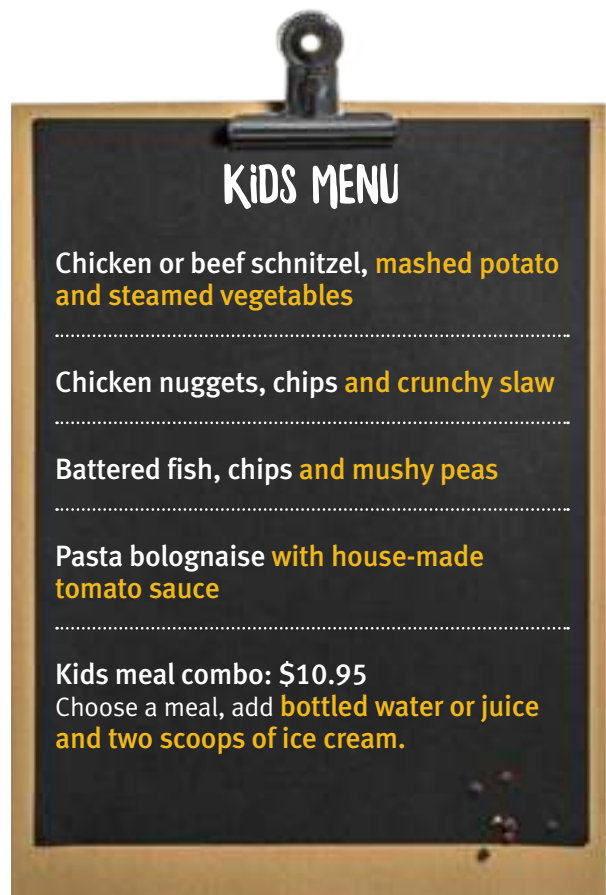 KiDS MENU
Chicken or beef schnitzel, mashed potato
and steamed vegetables
Chicken nuggets, chips and crunchy slaw
Battered fish, chips and mushy peas
Pasta bolognaise with house-made
tomato sauce
Kids meal combo: $10.95
Choose a meal, add bottled water or juice
and two scoops of ice cream.